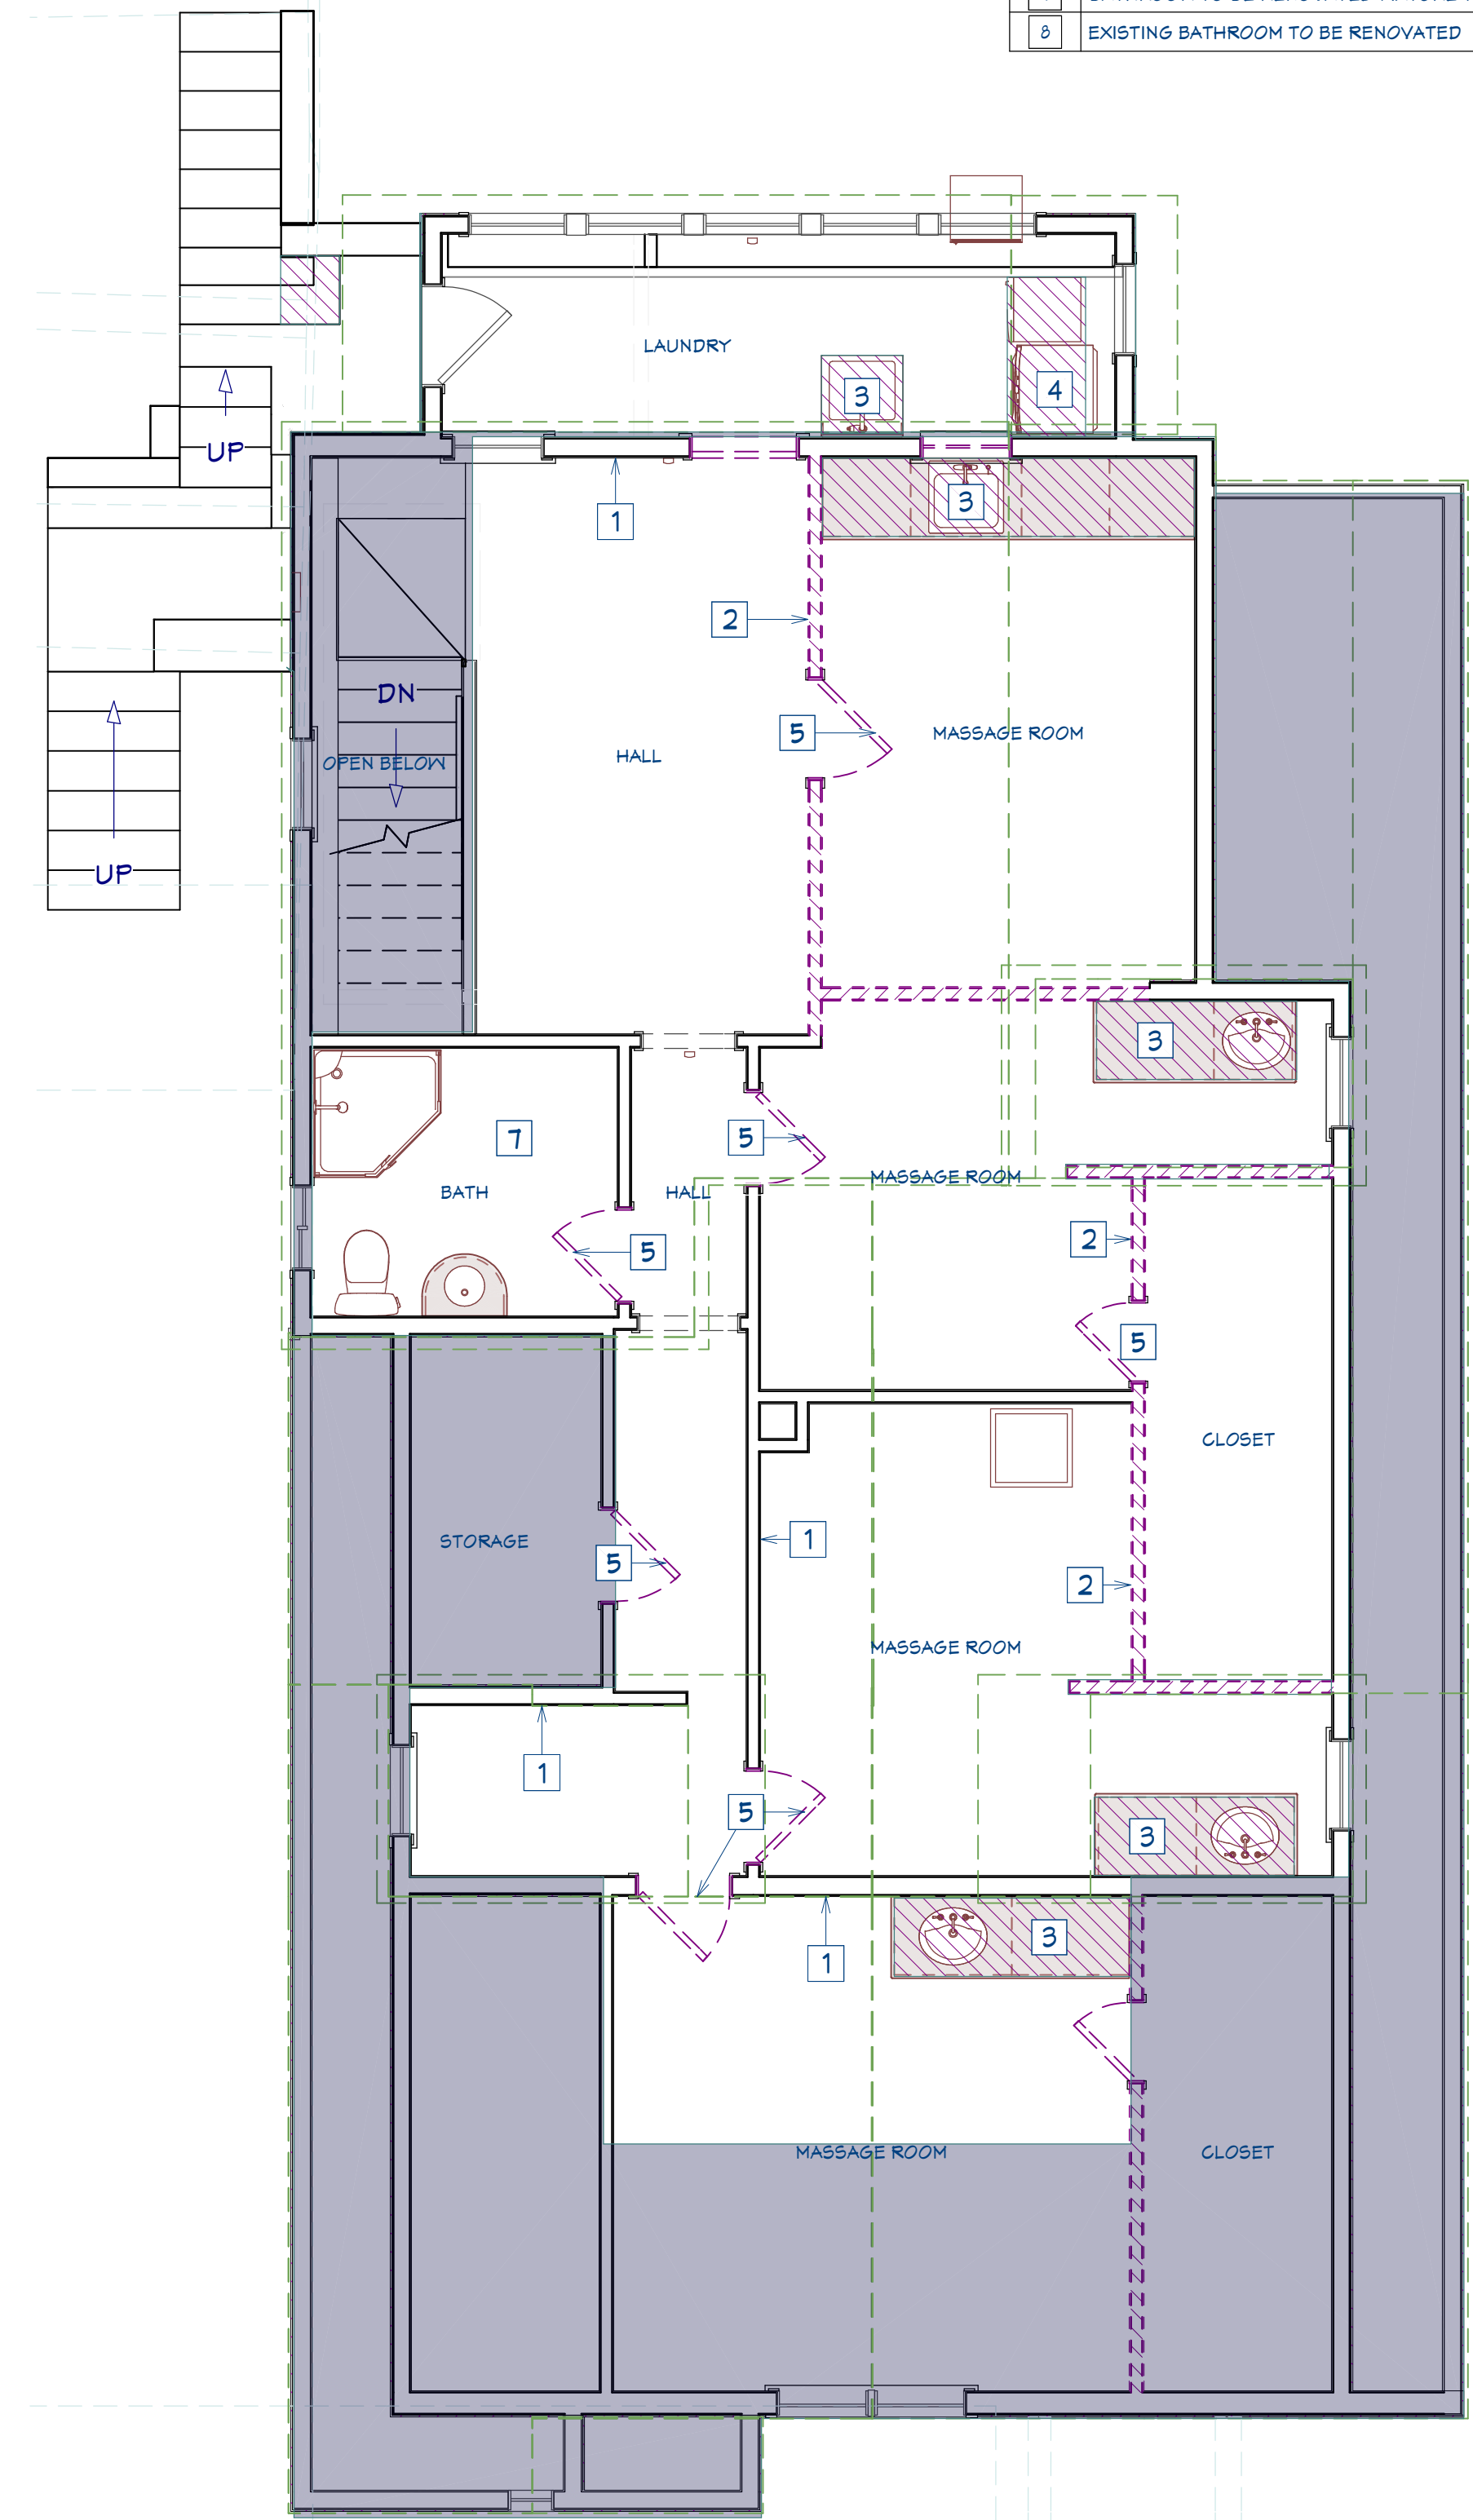 8 EXISTING BATHROOM TO BE RENOVATED
LAUNDRY
3
4
UP
3
1
2
DN
5
MASSAGE ROOM
HALL
OPEN BELOW
UP
3
7
5
MASSAGE ROOM
BATH
HALL
2
5
5
CLOSET
STORAGE
1
5
2
MASSAGE ROOM
1
5
3
3
1
MASSAGE ROOM
CLOSET